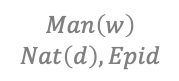 Man(w)
Nat(d), Epid